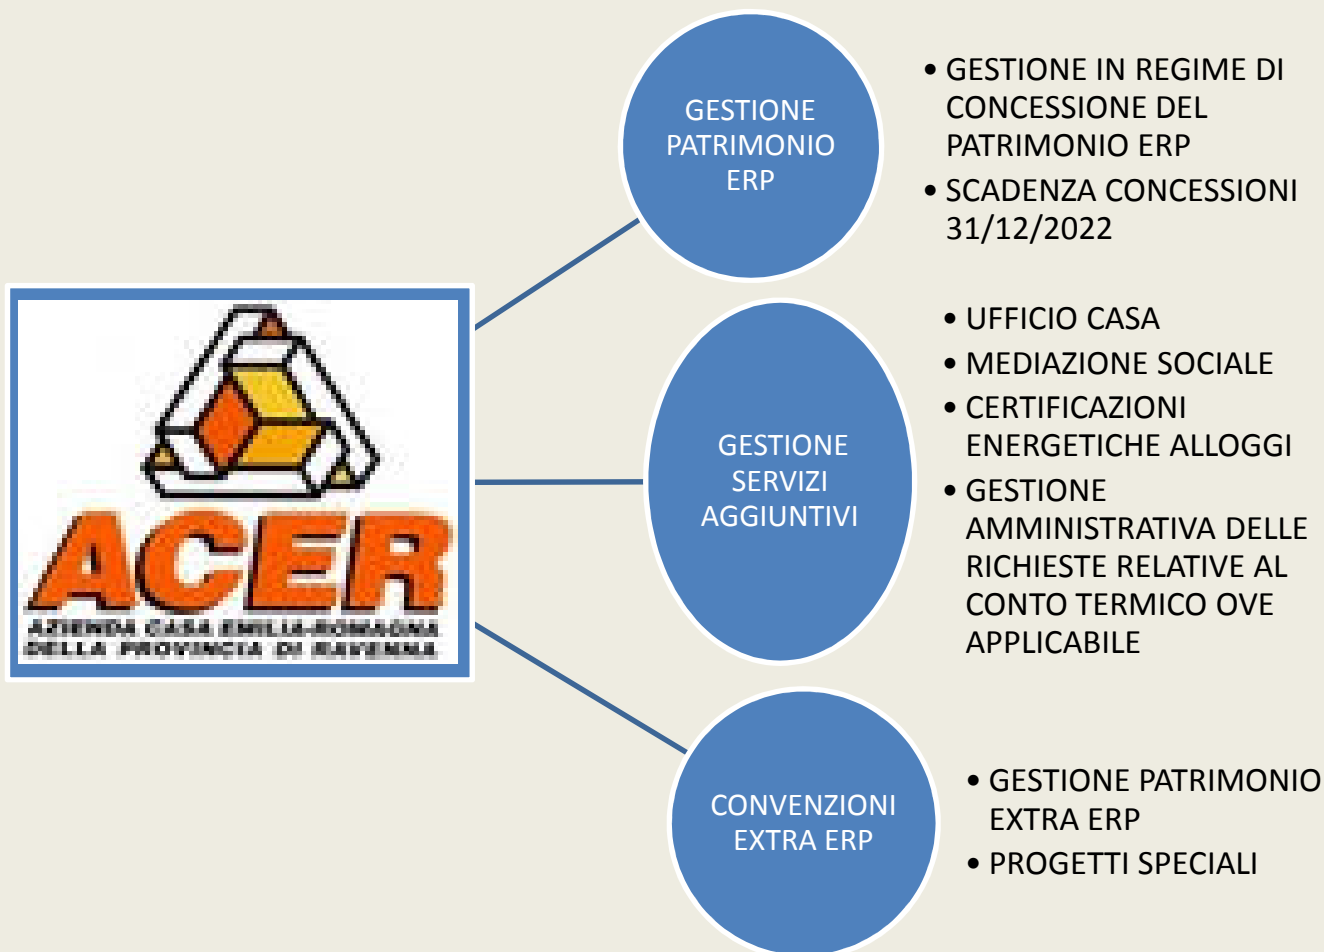 GESTIONE
PATRIMONIO
ERP
• GESTIONE IN REGIME DI
CONCESSIONE DEL
PATRIMONIO ERP
• SCADENZA CONCESSIONI
31/12/2022
ACER
AZIENDA CASA EMILIA-ROMAGNA
DELLA PROVINCIA DI RAVENNA
GESTIONE
SERVIZI
AGGIUNTIVI
• UFFICIO CASA
• MEDIAZIONE SOCIALE
• CERTIFICAZIONI
ENERGETICHE ALLOGGI
• GESTIONE
AMMINISTRATIVA DELLE
RICHIESTE RELATIVE AL
CONTO TERMICO OVE
APPLICABILE
CONVENZIONI
EXTRA ERP
• GESTIONE PATRIMONIO
EXTRA ERP
• PROGETTI SPECIALI